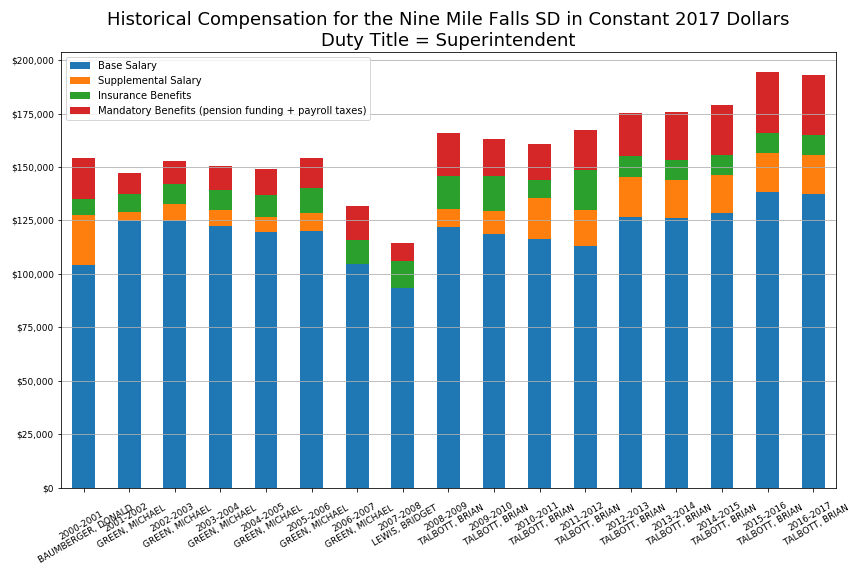 Historical Compensation for the Nine Mile Falls SD in Constant 2017 Dollars
Duty Title = Superintendent
Base Salary
Supplemental Salary
Insurance Benefits
Mandatory Benefits (pension funding + payroll taxes)
$200,000
$175,000
$150,000
$125,000
$100,000
$75,000
$50,000
$25,000
$0
2000-2001
BAUMBERGER, DONALD
2001-2002
GREEN, MICHAEL
2002-2003
GREEN, MICHAEL
2003-2004
GREEN, MICHAEL
2004-2005
GREEN, MICHAEL
2005-2006
GREEN, MICHAEL
2006-2007
GREEN, MICHAEL
2007-2008
LEWIS, BRIDGET
2008-2009
TALBOTT, BRIAN
2009-2010
TALBOTT, BRIAN
2010-2011
TALBOTT, BRIAN
2011-2012
TALBOTT, BRIAN
2012-2013
TALBOTT, BRIAN
2013-2014
TALBOTT, BRIAN
2014-2015
TALBOTT, BRIAN
2015-2016
TALBOTT, BRIAN
2016-2017
TALBOTT, BRIAN